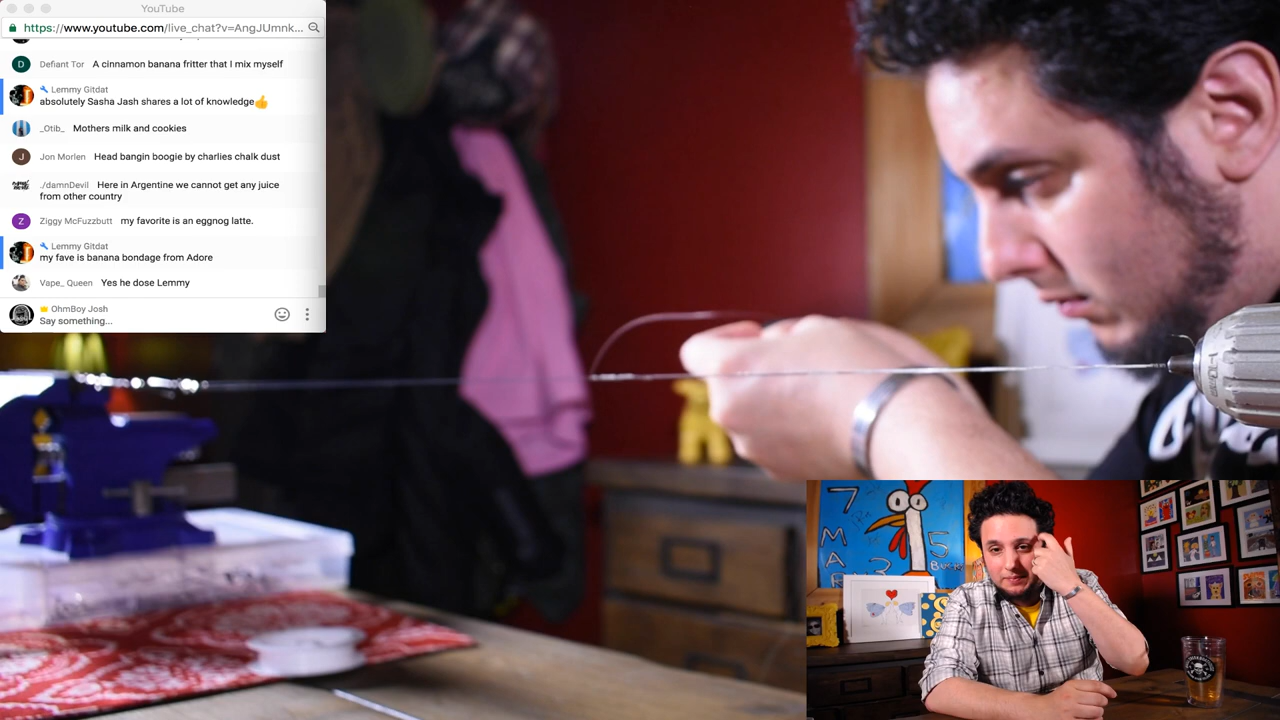 YouTube
https://www.youtube.com/live_chat?v=AngJUmnk...
Defiant Tor A cinnamon banana fritter that I mix myself
Lemmy Gitdat
absolutely Sasha Jash shares a lot of knowledge👍
_Otib_ Mothers milk and cookies
Jon Morlen Head bangin boogie by charlies chalk dust
./damnDevil Here in Argentine we cannot get any juice
from other country
Ziggy McFuzzbutt my favorite is an eggnog latte.
Lemmy Gitdat
my fave is banana bondage from Adore
Vape_ Queen Yes he dose Lemmy
OhmBoy Josh
Say something...
7
M
A
R
3
5